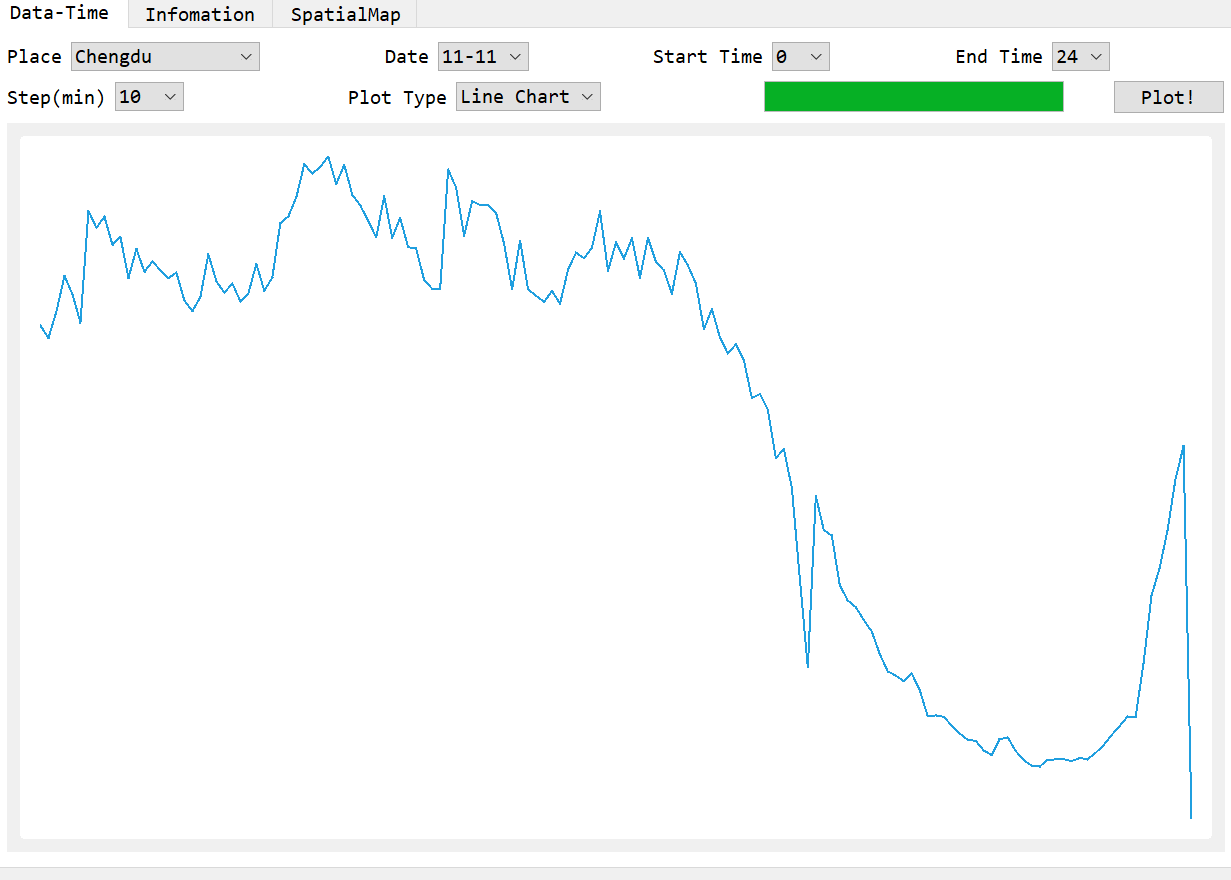 Data-Time Infomation SpatialMap
Place Chengdu Date 11-11 Start Time 0 End Time 24
Step(min) 10 Plot Type Line Chart Plot!